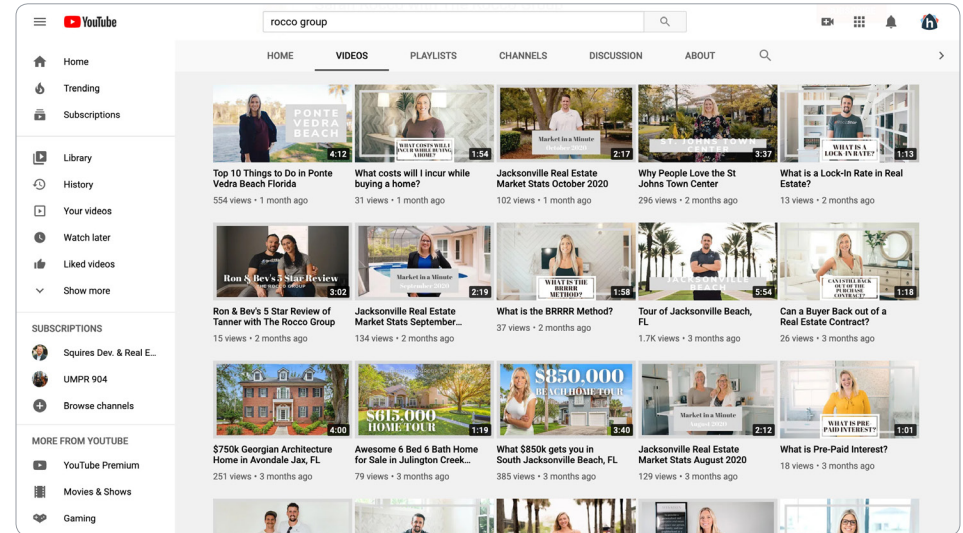 YouTube
rocco group
h
HOME VIDEOS PLAYLISTS CHANNELS DISCUSSION ABOUT
Home
Trending
Subscriptions
Library
History
Your videos
Watch later
Liked videos
Show more
SUBSCRIPTIONS
Squires Dev. & Real E...
UMPR 904
Browse channels
MORE FROM YOUTUBE
YouTube Premium
Movies & Shows
Gaming
PONTE
VEDRA
BEACH
4:12
Top 10 Things to Do in Ponte
Vedra Beach Florida
554 views • 1 month ago
WHAT COSTS WILL I
INCUR WHILE BUYING
A HOME?
1:54
What costs will I incur while
buying a home?
31 views • 1 month ago
Market in a Minute
October 2020
2:17
Jacksonville Real Estate
Market Stats October 2020
102 views • 1 month ago
ST. JOHNS TOWN
CENTER
3:37
Why People Love the St
Johns Town Center
296 views • 2 months ago
WHAT IS A
LOCK-IN RATE?
1:13
What is a Lock-In Rate in Real
Estate?
13 views • 2 months ago
Ron & Bev's 5 Star Review
THE ROCCO GROUP
3:02
Ron & Bev's 5 Star Review of
Tanner with The Rocco Group
15 views • 2 months ago
Market in a Minute
September 2020
2:19
Jacksonville Real Estate
Market Stats September...
134 views • 2 months ago
WHAT IS THE
BRRRR
METHOD?
1:58
What is the BRRRR Method?
37 views • 2 months ago
JACKSONVILLE
BEACH
5:54
Tour of Jacksonville Beach,
FL
1.7K views • 3 months ago
CAN I STILL BACK
OUT OF THE
PURCHASE
CONTRACT?
1:18
Can a Buyer Back out of a
Real Estate Contract?
26 views • 3 months ago
4:00
$750k Georgian Architecture
Home in Avondale Jax, FL
251 views • 3 months ago
$615,000
HOME TOUR
1:19
Awesome 6 Bed 6 Bath Home
for Sale in Julington Creek...
79 views • 3 months ago
$850,000
BEACH HOME TOUR
3:40
What $850k gets you in
South Jacksonville Beach, FL
385 views • 3 months ago
Market in a Minute
August 2020
2:12
Jacksonville Real Estate
Market Stats August 2020
129 views • 3 months ago
WHAT IS PRE
PAID INTEREST?
1:01
What is Pre-Paid Interest?
18 views • 3 months ago